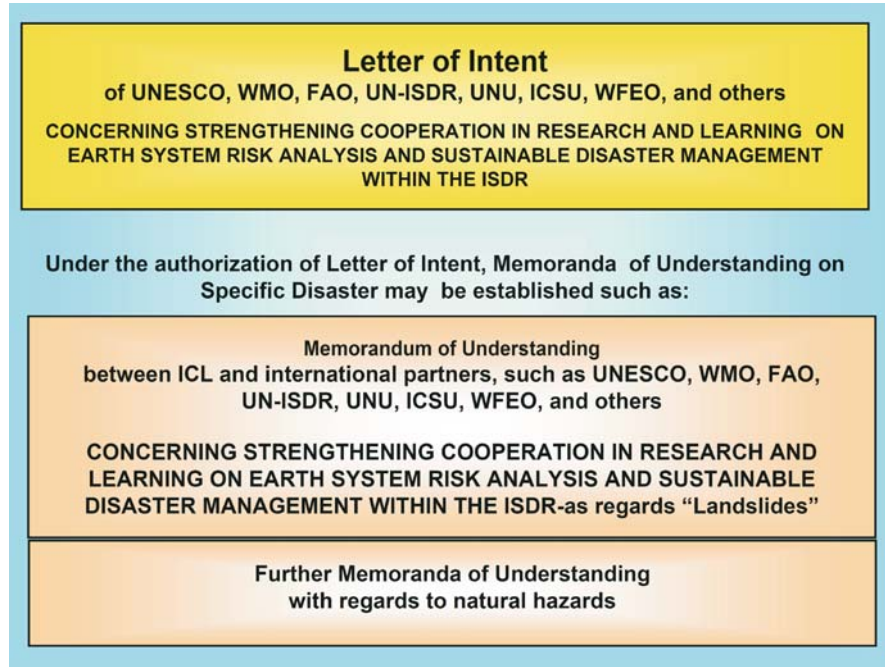 Letter of Intent
of UNESCO, WMO, FAO, UN-ISDR, UNU, ICSU, WFEO, and others
CONCERNING STRENGTHENING COOPERATION IN RESEARCH AND LEARNING ON
EARTH SYSTEM RISK ANALYSIS AND SUSTAINABLE DISASTER MANAGEMENT
WITHIN THE ISDR
Under the authorization of Letter of Intent, Memoranda of Understanding on
Specific Disaster may be established such as:
Memorandum of Understanding
between ICL and international partners, such as UNESCO, WMO, FAO,
UN-ISDR, UNU, ICSU, WFEO, and others
CONCERNING STRENGTHENING COOPERATION IN RESEARCH AND
LEARNING ON EARTH SYSTEM RISK ANALYSIS AND SUSTAINABLE
DISASTER MANAGEMENT WITHIN THE ISDR-as regards “Landslides”
Further Memoranda of Understanding
with regards to natural hazards